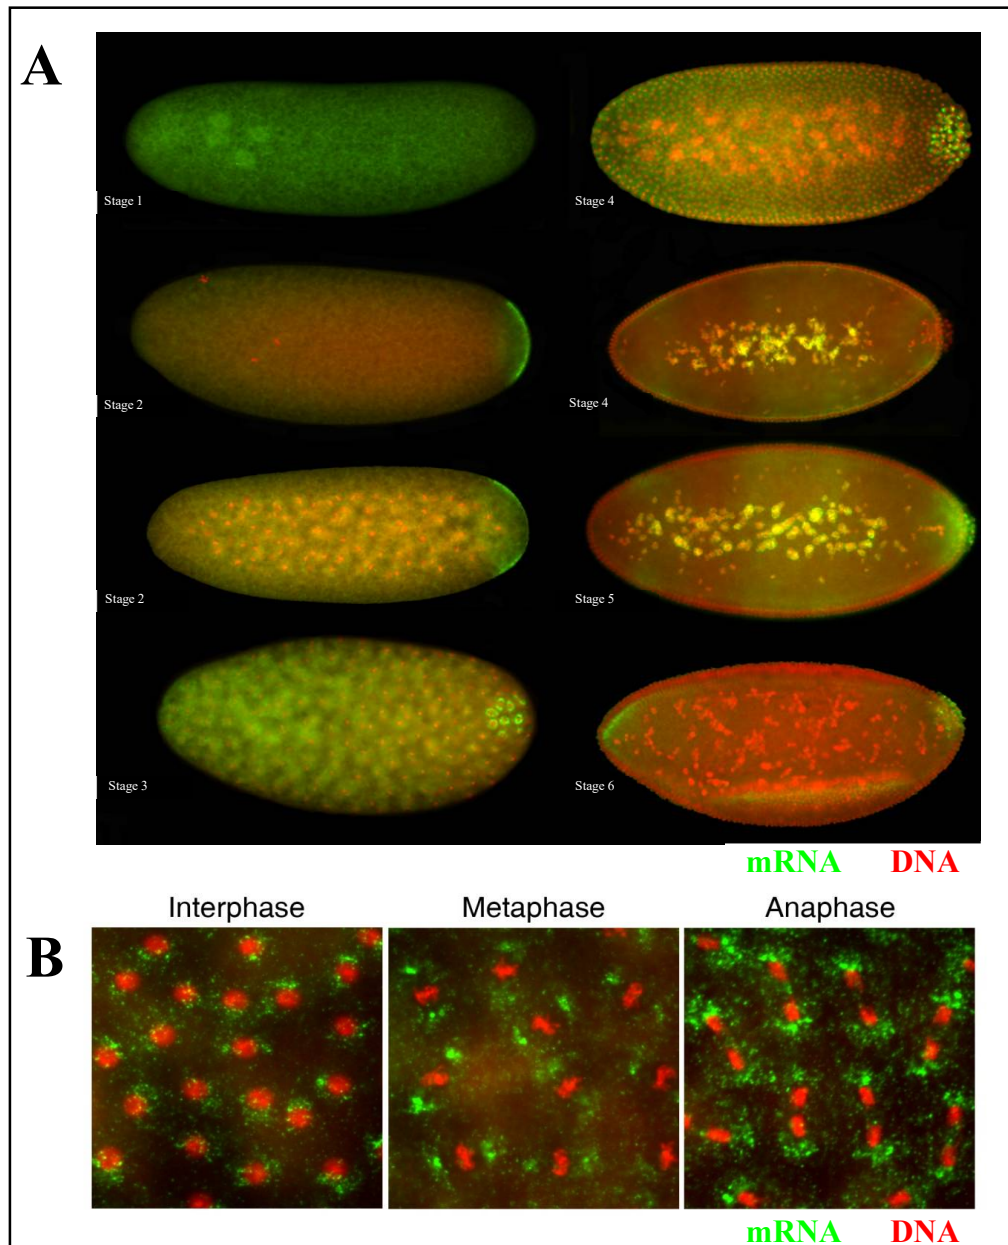 A
Stage 1
Stage 4
Stage 2
Stage 4
Stage 2
Stage 5
Stage 3
Stage 6
mRNA DNA
Interphase Metaphase Anaphase
B
mRNA DNA